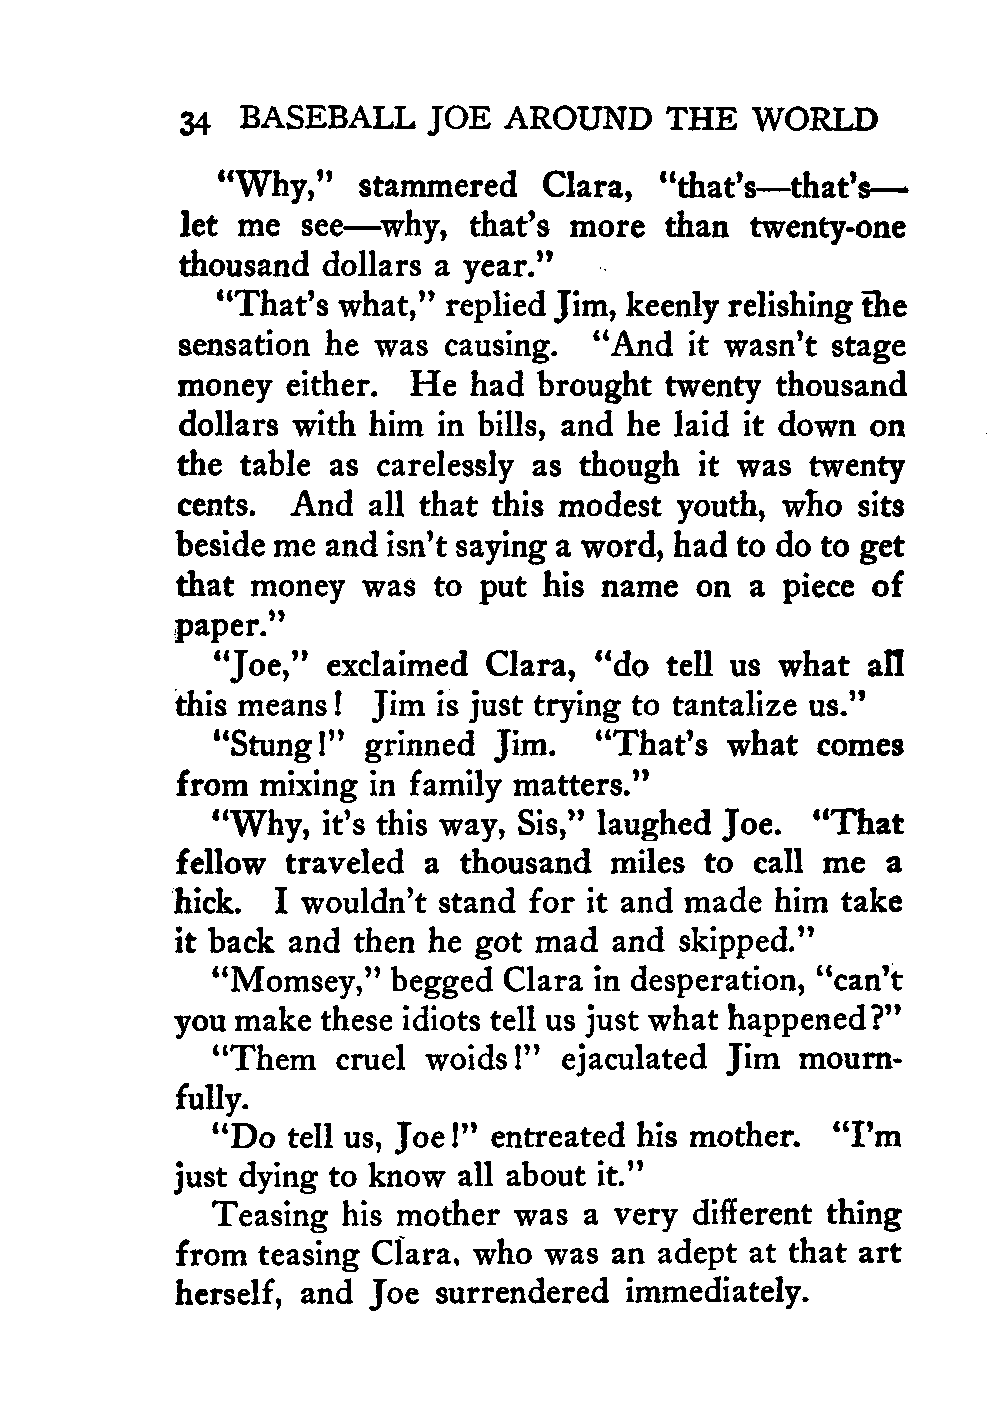 34 BASEBALL JOE AROUND THE WORLD
“Why,” stammered Clara, “that’s—that’s—
let me see—why, that’s more than twenty-one
thousand dollars a year.”
“That’s what,” replied Jim, keenly relishing the
sensation he was causing. “And it wasn’t stage
money either. He had brought twenty thousand
dollars with him in bills, and he laid it down on
the table as carelessly as though it was twenty
cents. And all that this modest youth, who sits
beside me and isn’t saying a word, had to do to get
that money was to put his name on a piece of
paper.”
“Joe,” exclaimed Clara, “do tell us what all
this means! Jim is just trying to tantalize us.”
“Stung!” grinned Jim. “That’s what comes
from mixing in family matters.”
“Why, it’s this way, Sis,” laughed Joe. “That
fellow traveled a thousand miles to call me a
hick. I wouldn’t stand for it and made him take
it back and then he got mad and skipped.”
“Momsey,” begged Clara in desperation, “can’t
you make these idiots tell us just what happened?”
“Them cruel woids!” ejaculated Jim mourn-
fully.
“Do tell us, Joe!” entreated his mother. “I’m
just dying to know all about it.”
Teasing his mother was a very different thing
from teasing Clara, who was an adept at that art
herself, and Joe surrendered immediately.